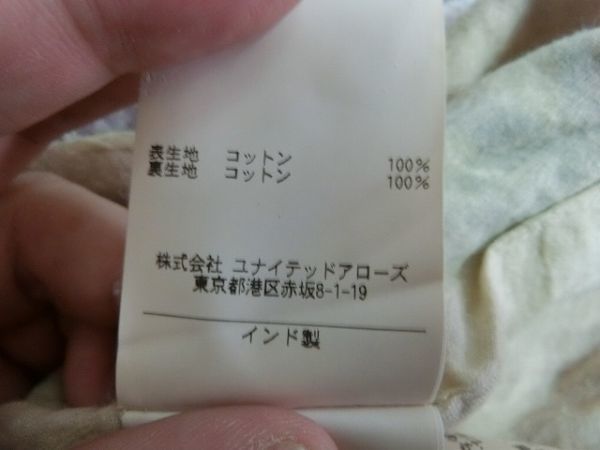 表生地 コットン 100%
裏生地 コットン 100%
株式会社 ユナイテッドアローズ
東京都港区赤坂8-1-19
インド製